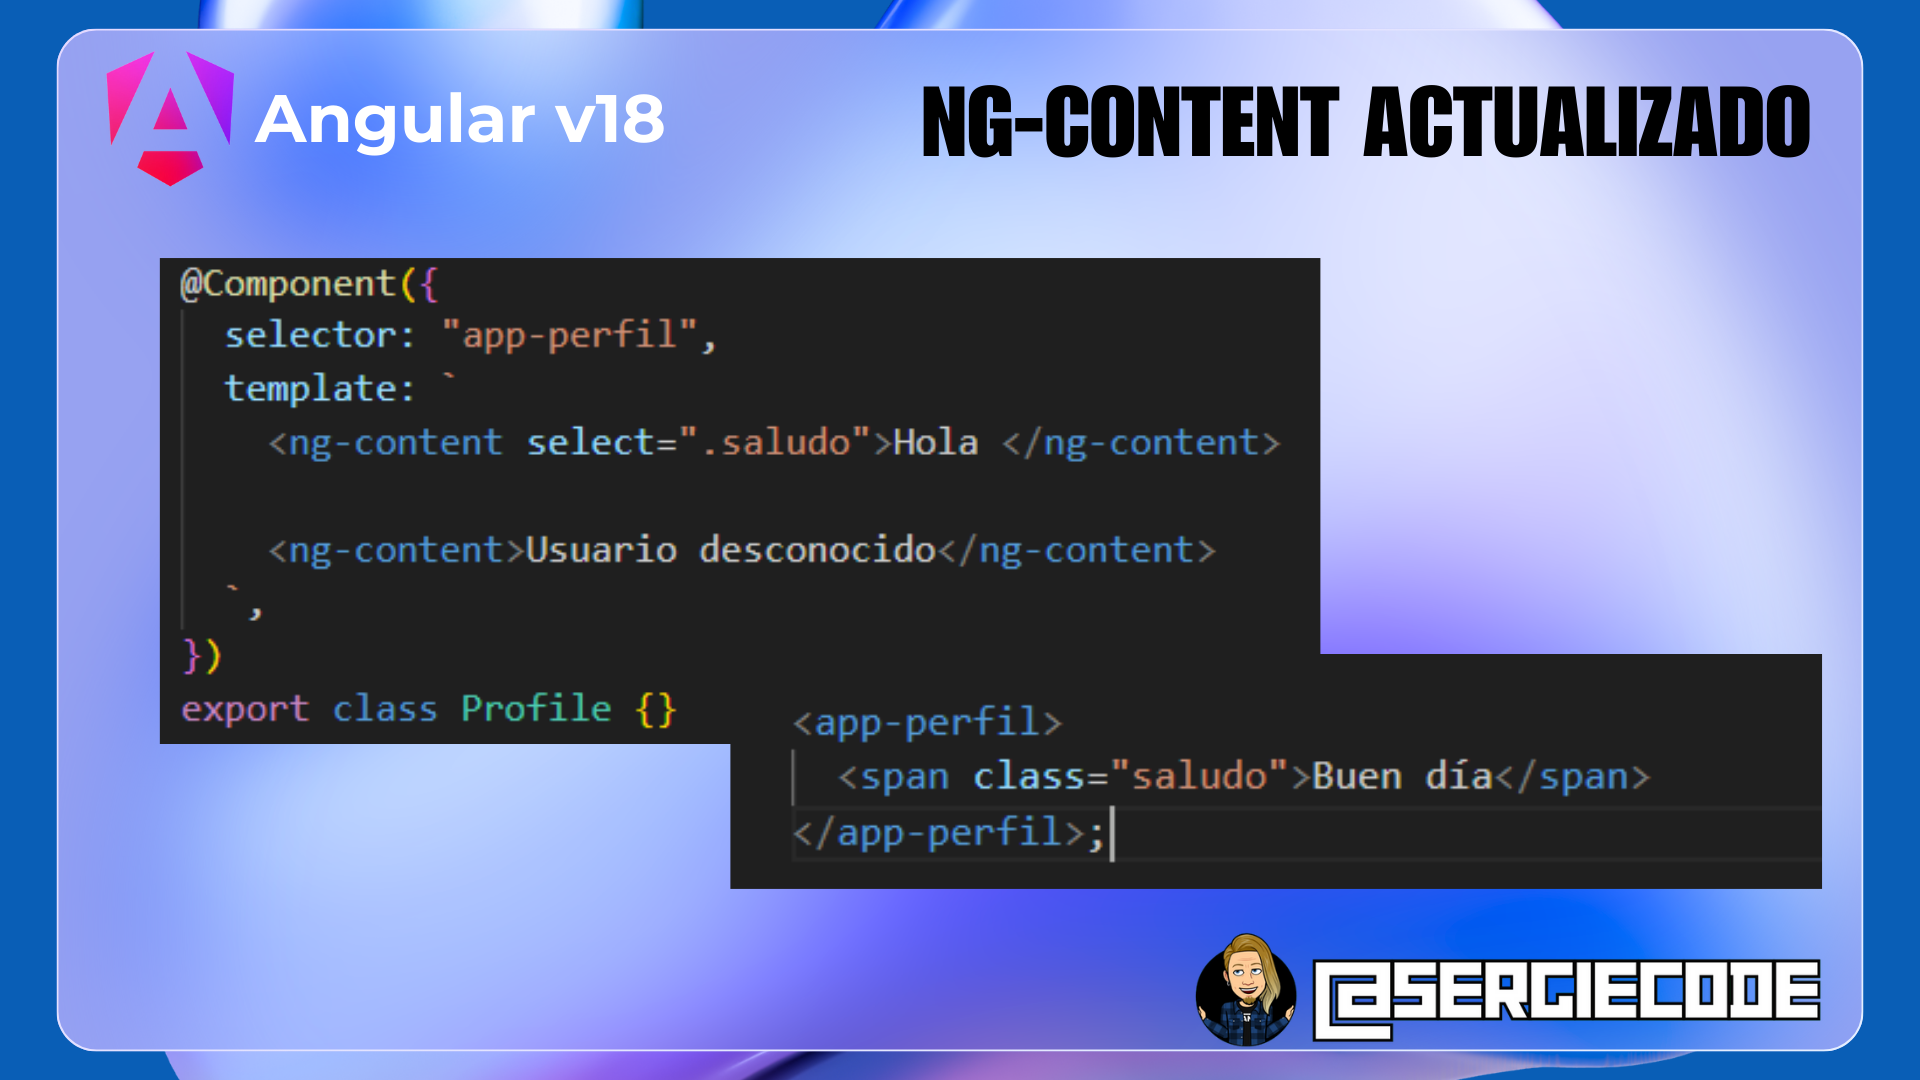 Angular v18
NG-CONTENT ACTUALIZADO
@Component({
  selector: "app-perfil",
  template: `
    <ng-content select=".saludo">Hola </ng-content>
    <ng-content>Usuario desconocido</ng-content>
  `,
})
export class Profile {}
<app-perfil>
  <span class="saludo">Buen día</span>
</app-perfil>;
@SERGIECODE